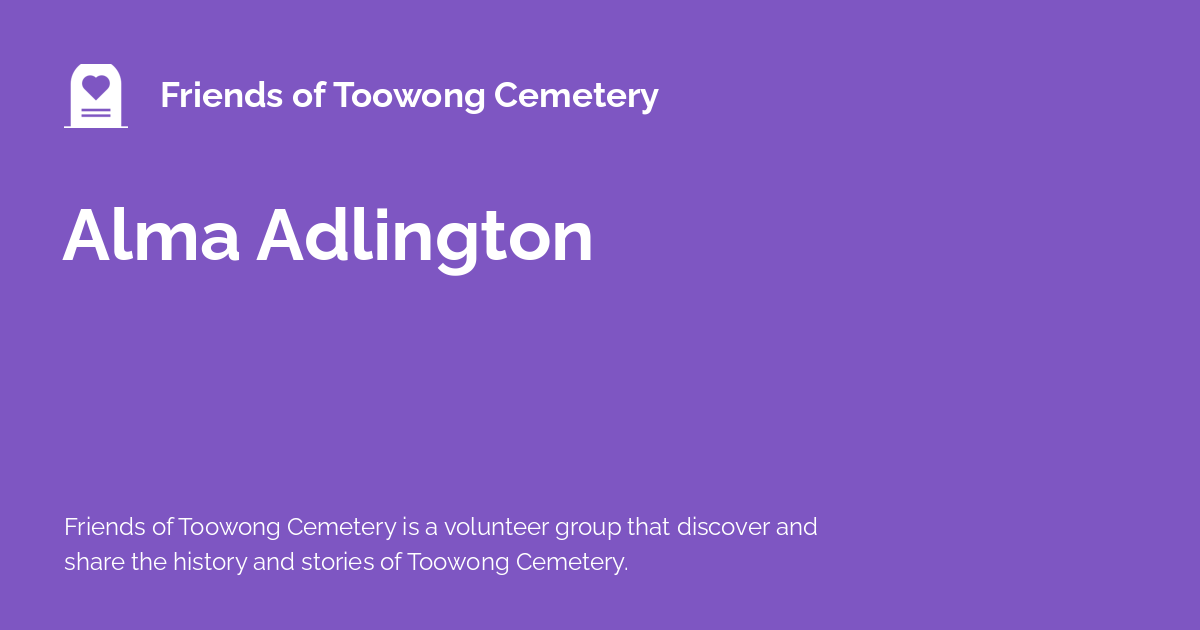 Friends of Toowong Cemetery
Alma Adlington
Friends of Toowong Cemetery is a volunteer group that discover and
share the history and stories of Toowong Cemetery.